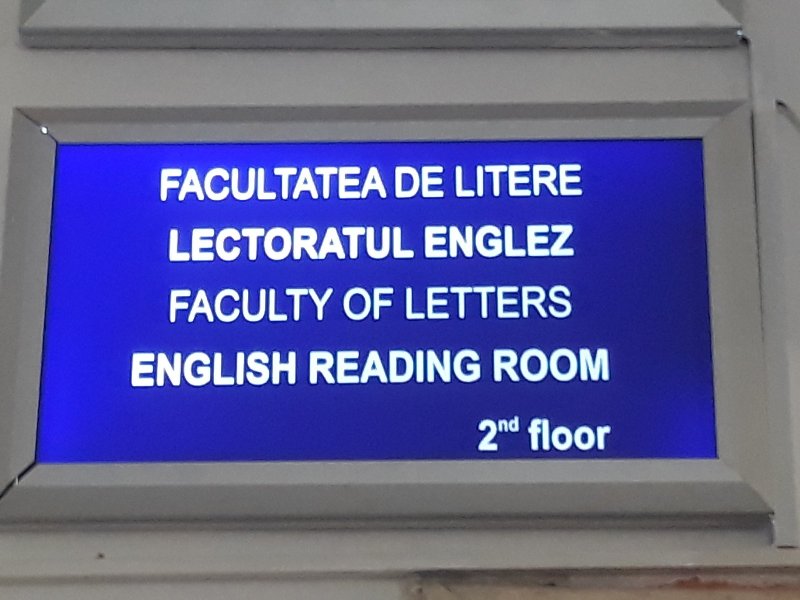 FACULTATEA DE LITERE
LECTORATUL ENGLEZ
FACULTY OF LETTERS
ENGLISH READING ROOM
2nd floor